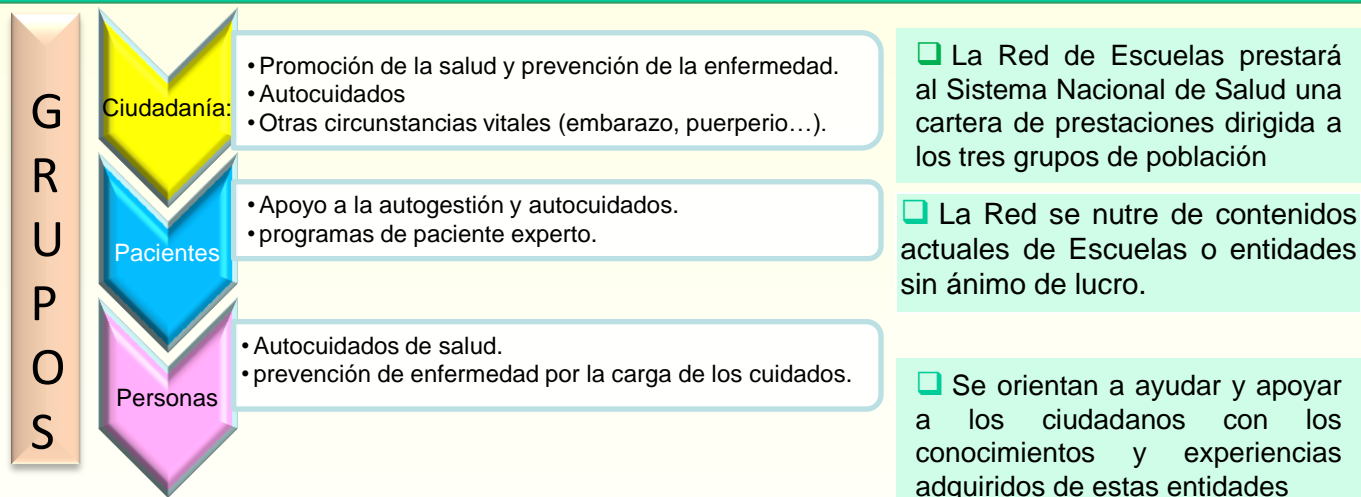 GRUPOS
Ciudadanía:
•Promoción de la salud y prevención de la enfermedad.
•Autocuidados
•Otras circunstancias vitales (embarazo, puerperio…).
Pacientes
•Apoyo a la autogestión y autocuidados.
•programas de paciente experto.
Personas
•Autocuidados de salud.
•prevención de enfermedad por la carga de los cuidados.
❑ La Red de Escuelas prestará
al Sistema Nacional de Salud una
cartera de prestaciones dirigida a
los tres grupos de población
❑ La Red se nutre de contenidos
actuales de Escuelas o entidades
sin ánimo de lucro.
❑ Se orientan a ayudar y apoyar
a los ciudadanos con los
conocimientos y experiencias
adquiridos de estas entidades